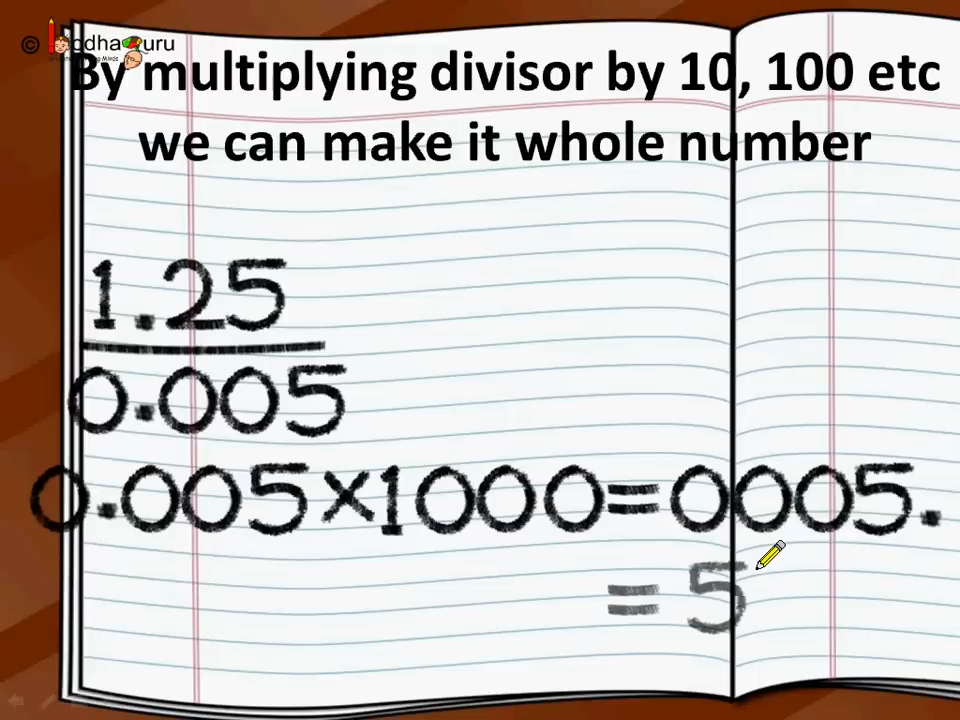 ©
By multiplying divisor by 10, 100 etc
we can make it whole number
1.25
0.005
0.005×1000=0005.
=5